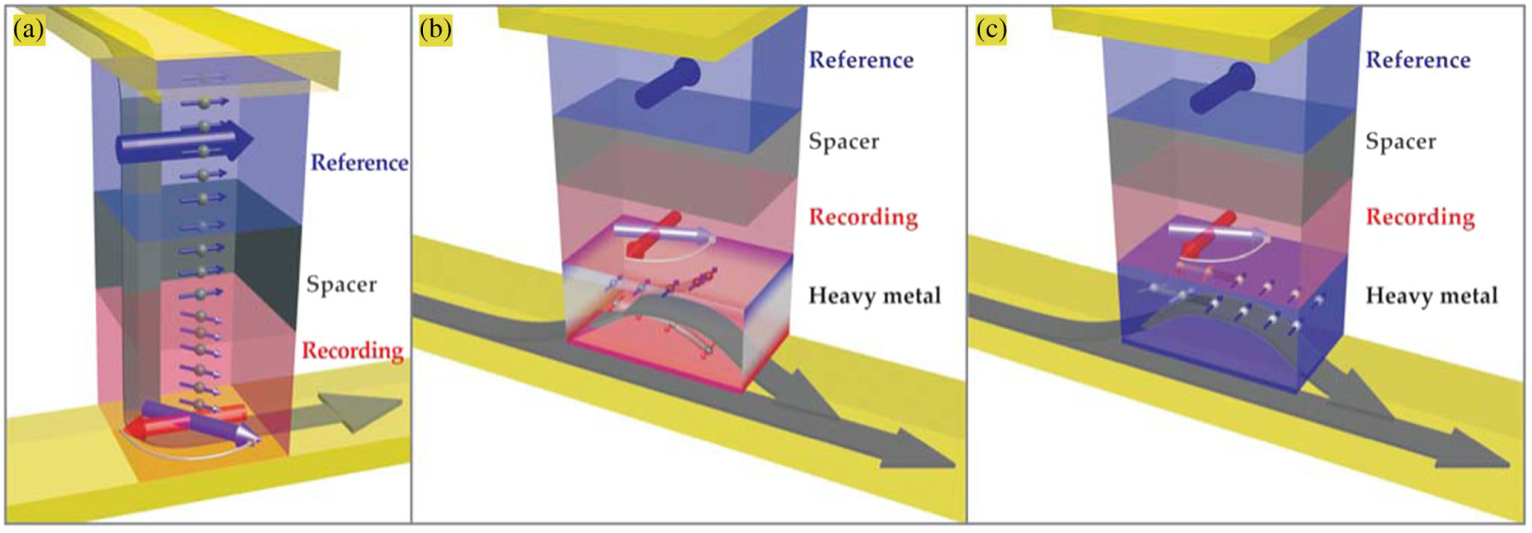 (a)
Reference
Spacer
Recording
(b)
Reference
Spacer
Recording
Heavy metal
(c)
Reference
Spacer
Recording
Heavy metal